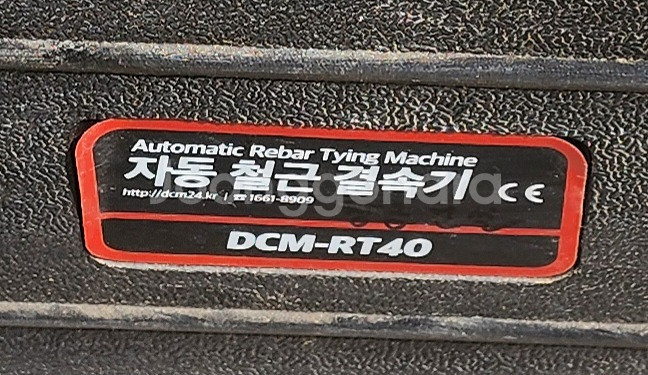 Automatic Rebar Tying Machine
자동 철근 결속기 CE
http://dcm24.kr | ☎ 1661-8909
DCM-RT40